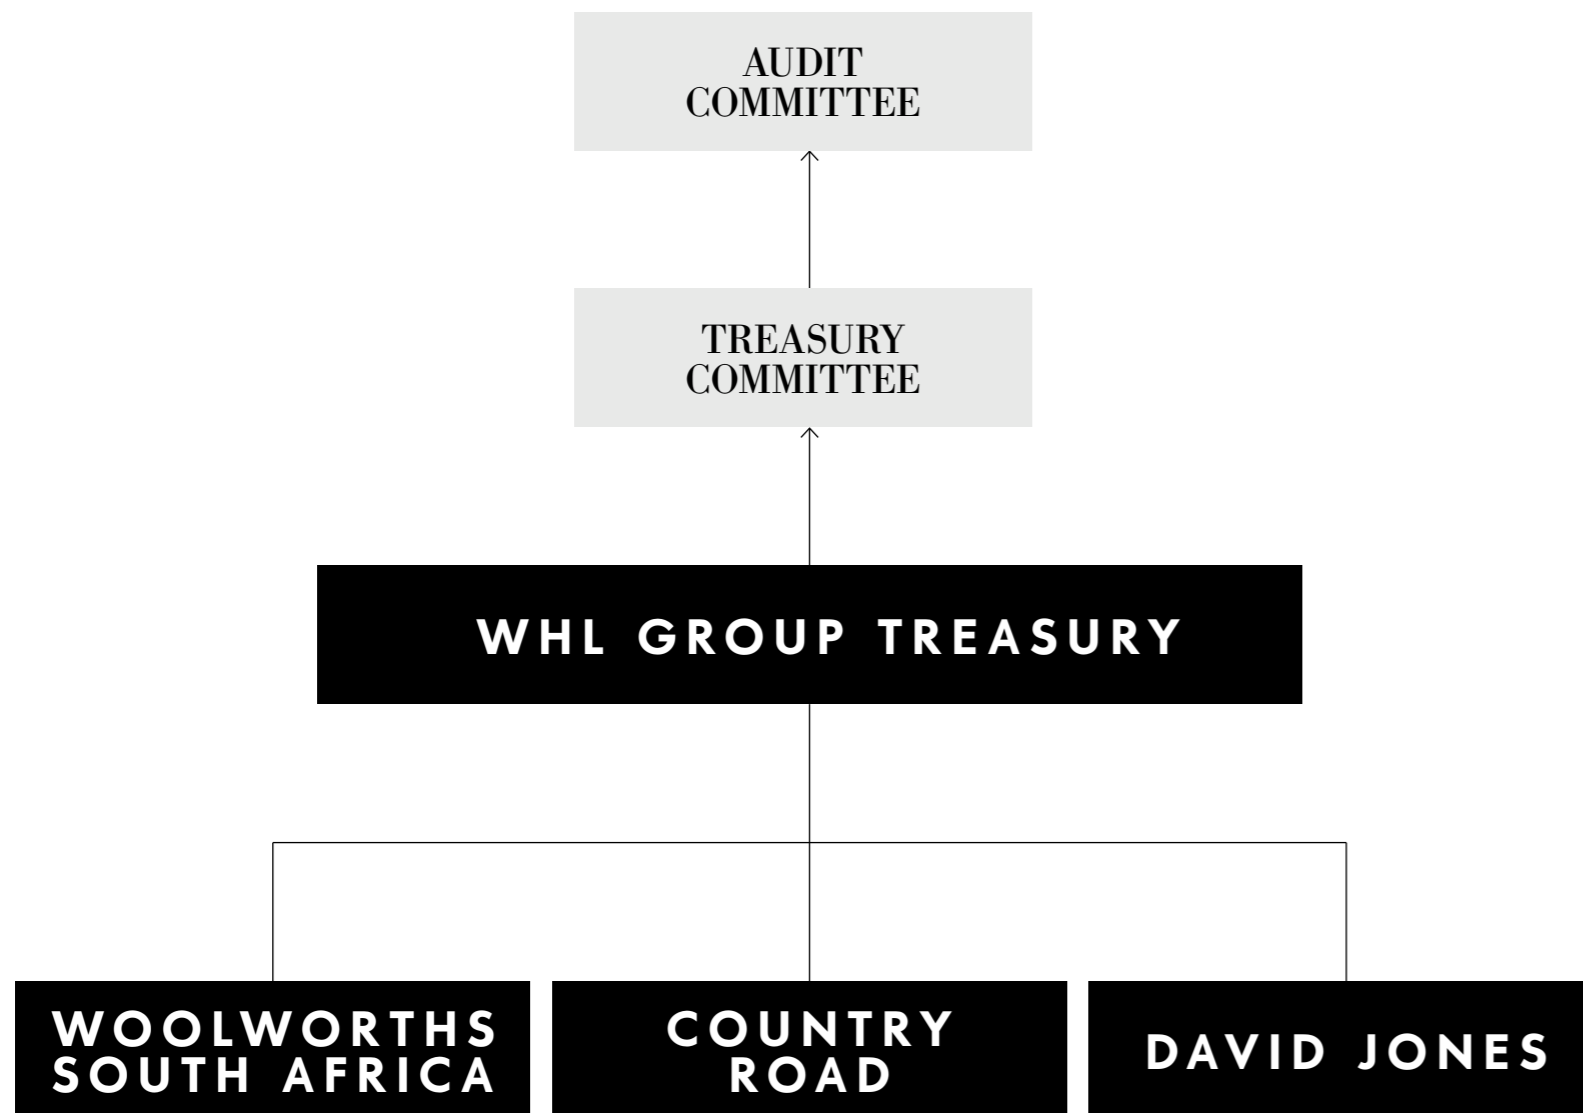 AUDIT
COMMITTEE
TREASURY
COMMITTEE
WHL GROUP TREASURY
WOOLWORTHS
SOUTH AFRICA
COUNTRY
ROAD
DAVID JONES